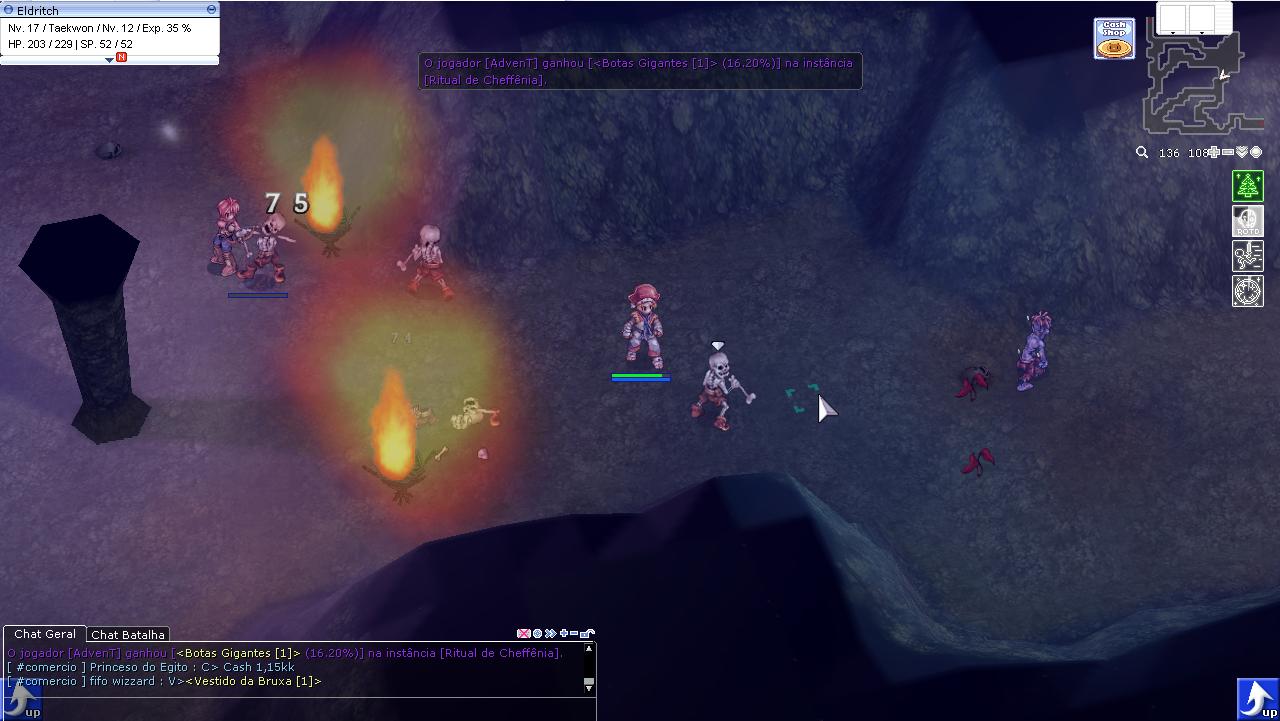 Eldritch
Nv. 17 / Taekwon / Nv. 12 / Exp. 35 %
HP. 203 / 229 | SP. 52 / 52
N
O jogador [AdvenT] ganhou [<Botas Gigantes [1]> (16.20%)] na instância
[Ritual de Cheffênia].
Cash
Shop
136 108
ROTD
7 5
7 4
Chat Geral
Chat Batalha
O jogador [AdvenT] ganhou [<Botas Gigantes [1]> (16.20%)] na instância [Ritual de Cheffênia].
[ #comercio ] Princeso do Egito : C> Cash 1,15kk
[ #comercio ] fifo wizzard : V><Vestido da Bruxa [1]>
up
up